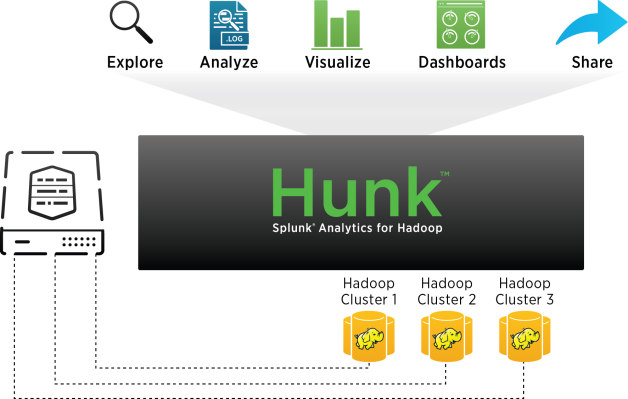 Explore
Analyze
Visualize
Dashboards
Share
.LOG
Hunk™
Splunk® Analytics for Hadoop
Hadoop
Cluster 1
Hadoop
Cluster 2
Hadoop
Cluster 3